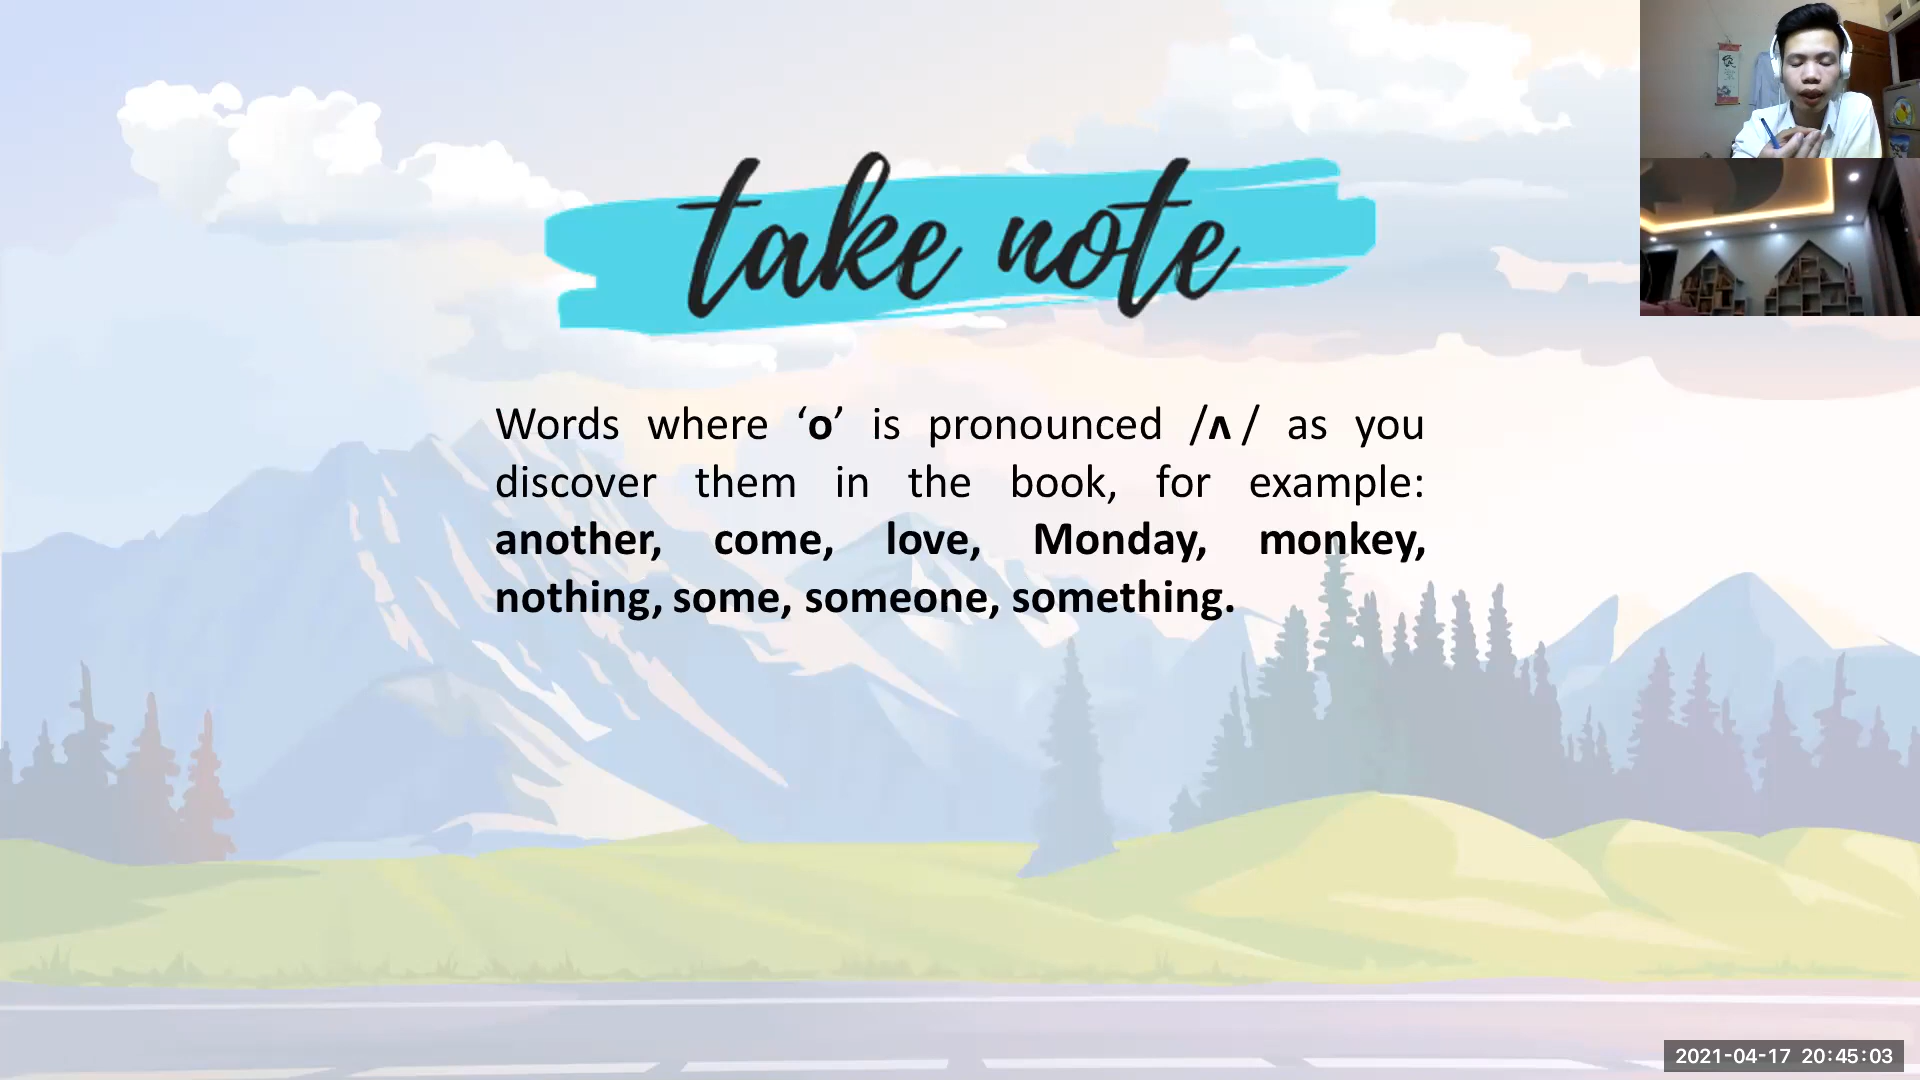 take note
Words where ‘o’ is pronounced /ʌ / as you
discover them in the book, for example:
another, come, love, Monday, monkey,
nothing, some, someone, something.
2021-04-17 20:45:03